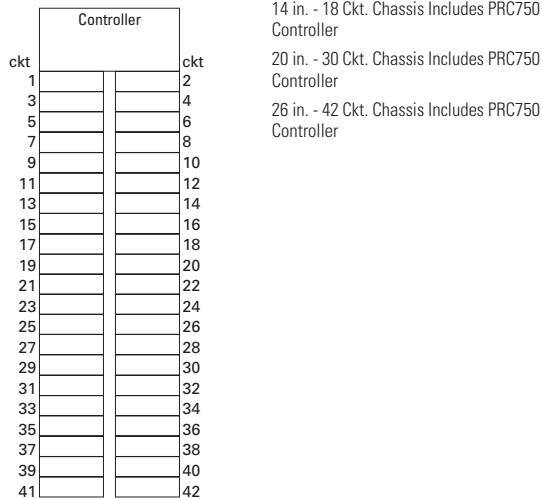 Controller
ckt ckt
1 2
3 4
5 6
7 8
9 10
11 12
13 14
15 16
17 18
19 20
21 22
23 24
25 26
27 28
29 30
31 32
33 34
35 36
37 38
39 40
41 42
14 in. - 18 Ckt. Chassis Includes PRC750
Controller
20 in. - 30 Ckt. Chassis Includes PRC750
Controller
26 in. - 42 Ckt. Chassis Includes PRC750
Controller